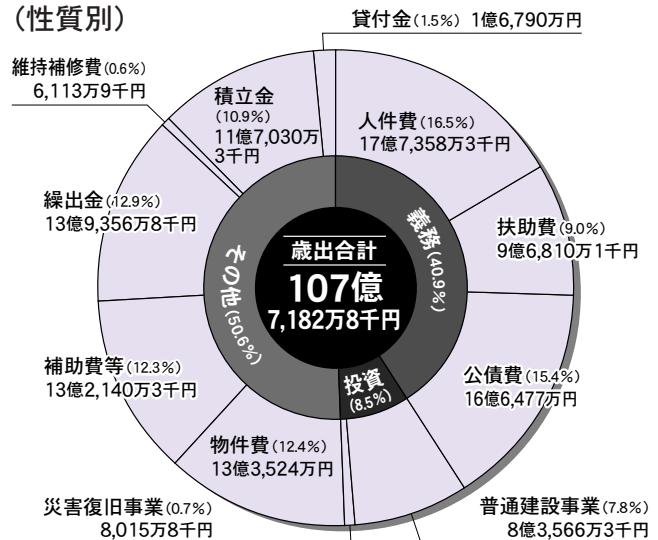 (性質別)
貸付金(1.5%) 1億6,790万円
維持補修費(0.6%)
6,113万9千円
積立金
(10.9%)
11億7,030万
3千円
人件費(16.5%)
17億7,358万3千円
繰出金(12.9%)
13億9,356万8千円
扶助費(9.0%)
9億6,810万1千円
義務(40.9%)
その他(50.6%)
歳出合計
107億
7,182万8千円
投資
(8.5%)
補助費等(12.3%)
13億2,140万3千円
公債費(15.4%)
16億6,477万円
物件費(12.4%)
13億3,524万円
災害復旧事業(0.7%)
8,015万8千円
普通建設事業(7.8%)
8億3,566万3千円